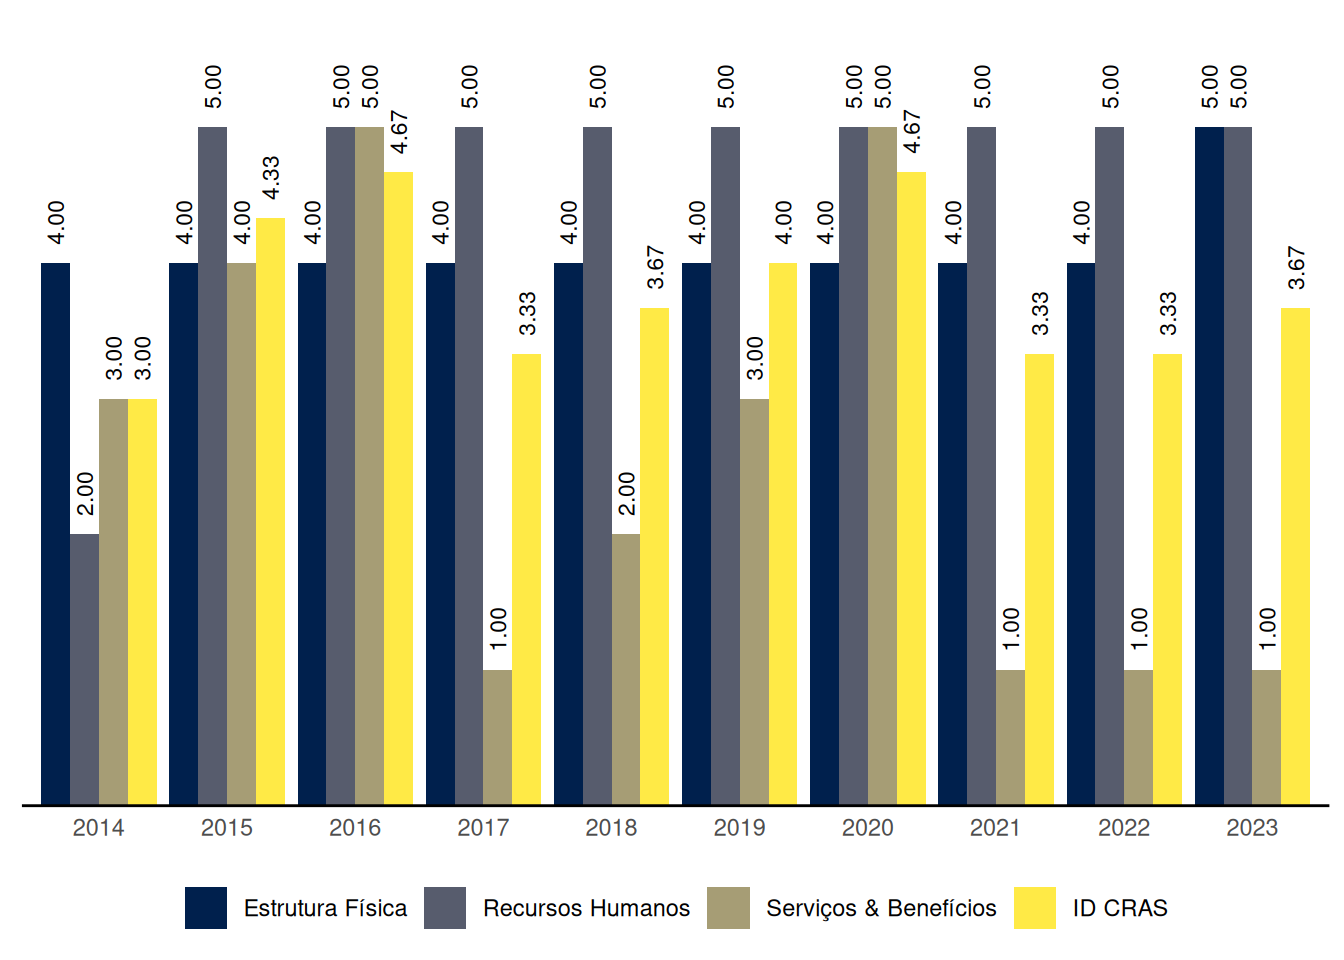 5.00 5.00 5.00 5.00 5.00 5.00 5.00 5.00 5.00 5.00 5.00 5.00
4.67 4.67
4.33
4.00 4.00 4.00 4.00 4.00 4.00 4.00 4.00 4.00 4.00 4.00
3.67 3.67
3.33 3.33 3.33
3.00 3.00 3.00
2.00 2.00
1.00 1.00 1.00 1.00
2014 2015 2016 2017 2018 2019 2020 2021 2022 2023
Estrutura Física Recursos Humanos Serviços & Benefícios ID CRAS